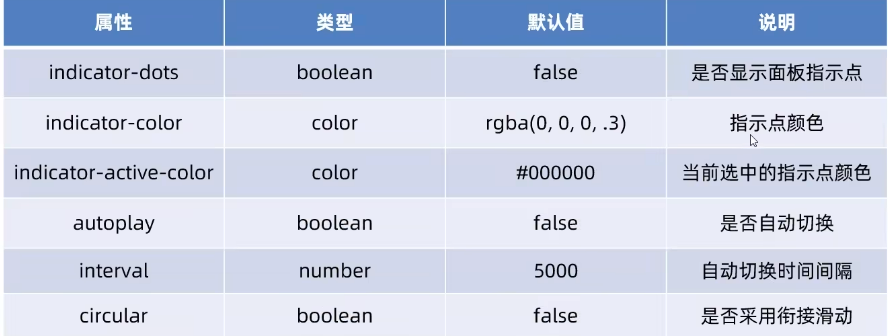 属性 类型 默认值 说明
indicator-dots boolean false 是否显示面板指示点
indicator-color color rgba(0, 0, 0, .3) 指示点颜色
indicator-active-color color #000000 当前选中的指示点颜色
autoplay boolean false 是否自动切换
interval number 5000 自动切换时间间隔
circular boolean false 是否采用衔接滑动